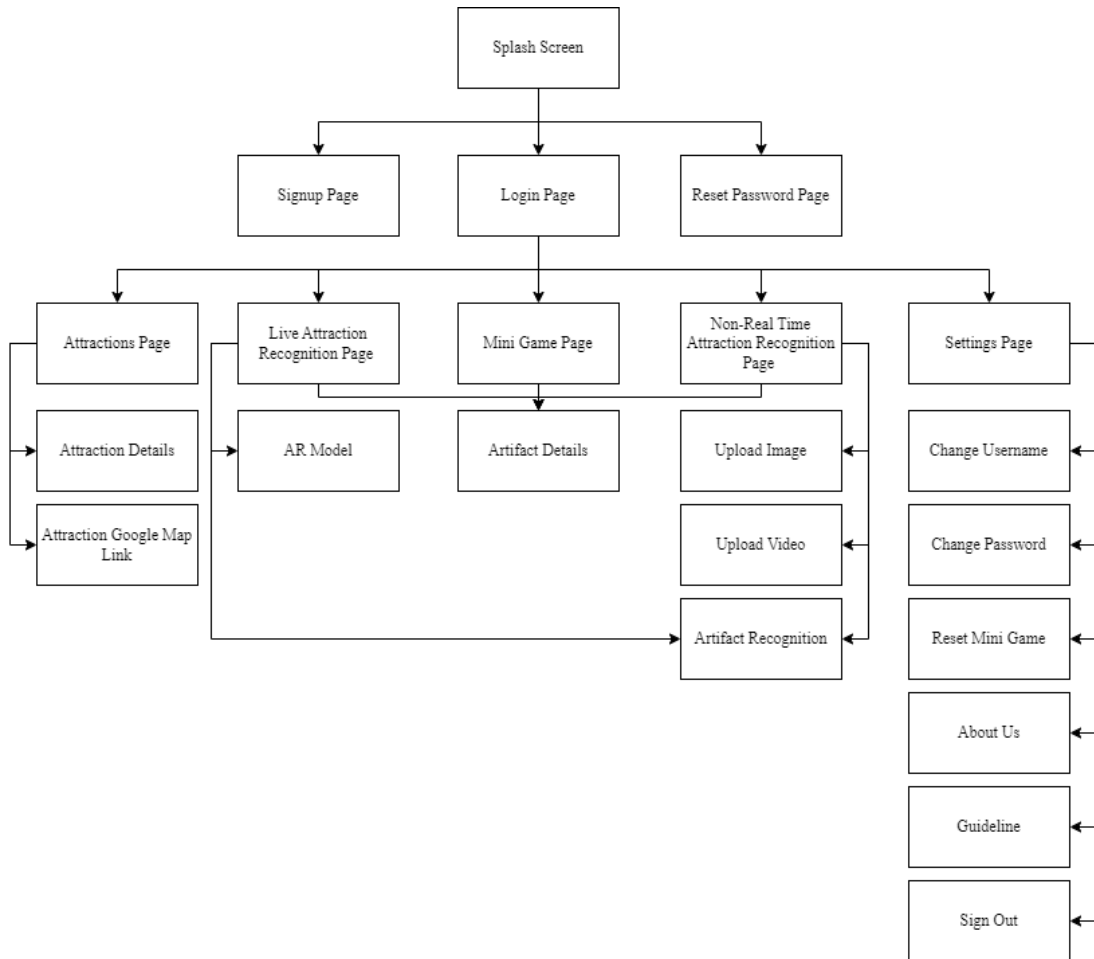 Splash Screen
Signup Page
Login Page
Reset Password Page
Attractions Page
Live Attraction
Recognition Page
Mini Game Page
Non-Real Time
Attraction Recognition
Page
Settings Page
Attraction Details
AR Model
Artifact Details
Upload Image
Change Username
Attraction Google Map
Link
Upload Video
Change Password
Artifact Recognition
Reset Mini Game
About Us
Guideline
Sign Out